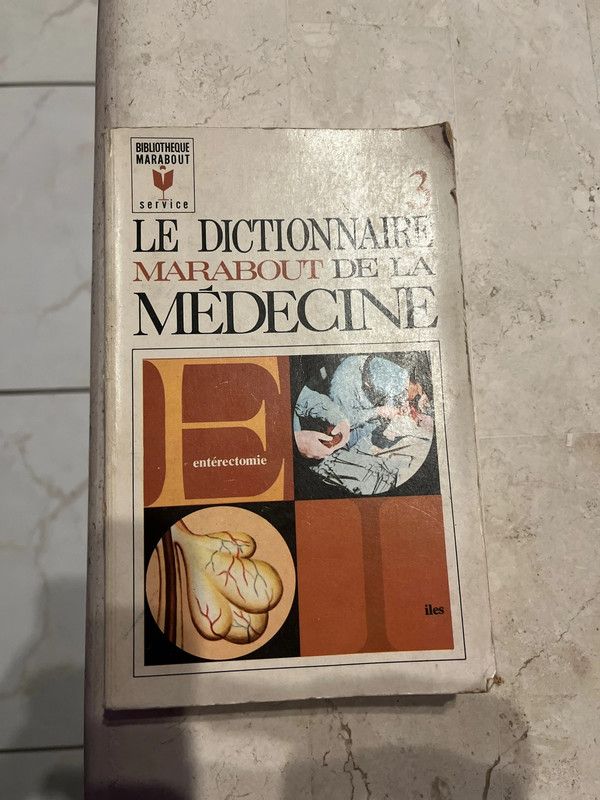 BIBLIOTHEQUE
MARABOUT
service
3
LE DICTIONNAIRE
MARABOUT DE LA
MÉDECINE
E
entérectomie
I
iles